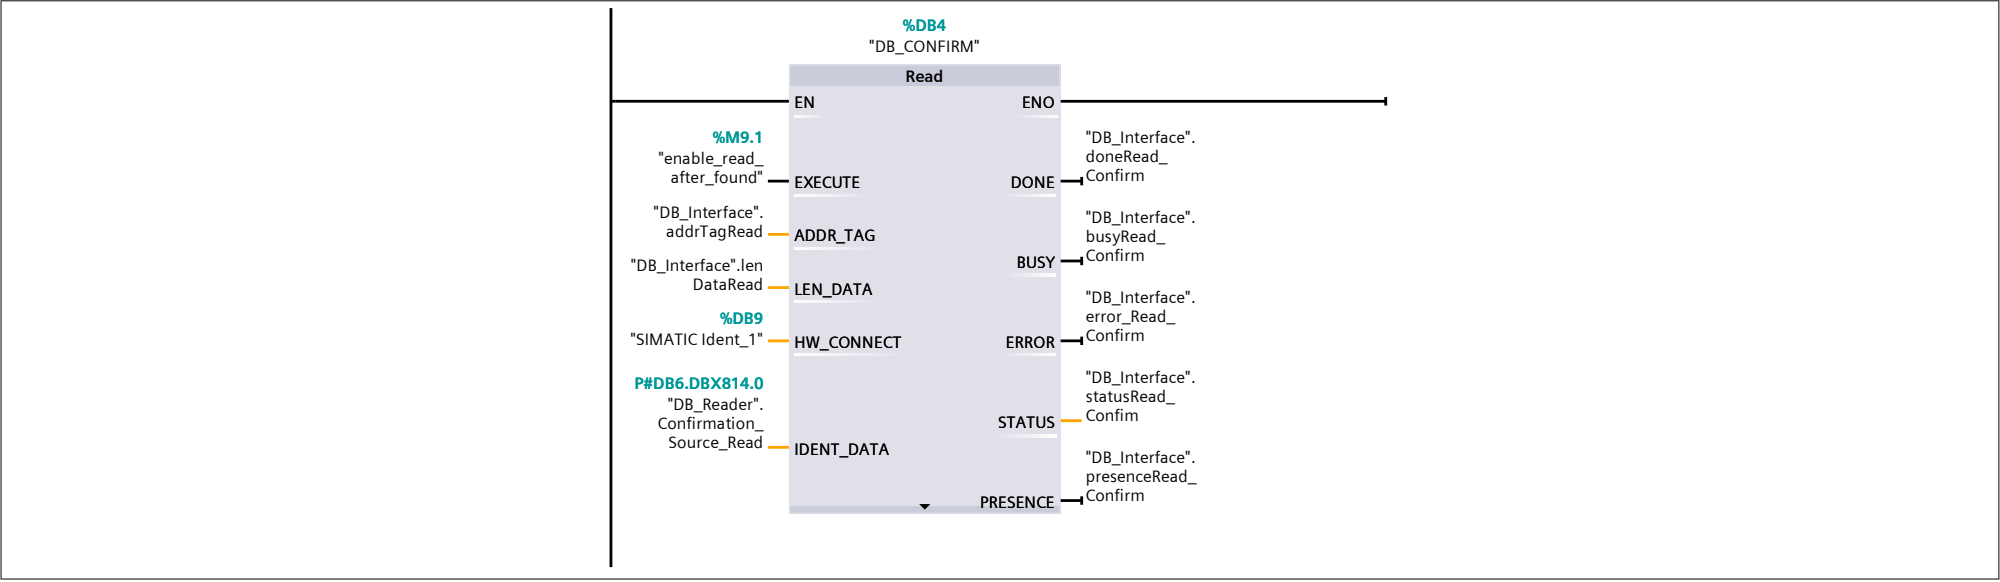 %DB4
"DB_CONFIRM"
Read
EN
ENO
%M9.1
"enable_read_
after_found"
EXECUTE
"DB_Interface".
doneRead_
Confirm
DONE
"DB_Interface".
addrTagRead
ADDR_TAG
"DB_Interface".
busyRead_
Confirm
BUSY
"DB_Interface".len
DataRead
LEN_DATA
%DB9
"SIMATIC Ident_1"
HW_CONNECT
"DB_Interface".
error_Read_
Confirm
ERROR
P#DB6.DBX814.0
"DB_Reader".
Confirmation_
Source_Read
IDENT_DATA
"DB_Interface".
statusRead_
Confim
STATUS
"DB_Interface".
presenceRead_
Confirm
PRESENCE